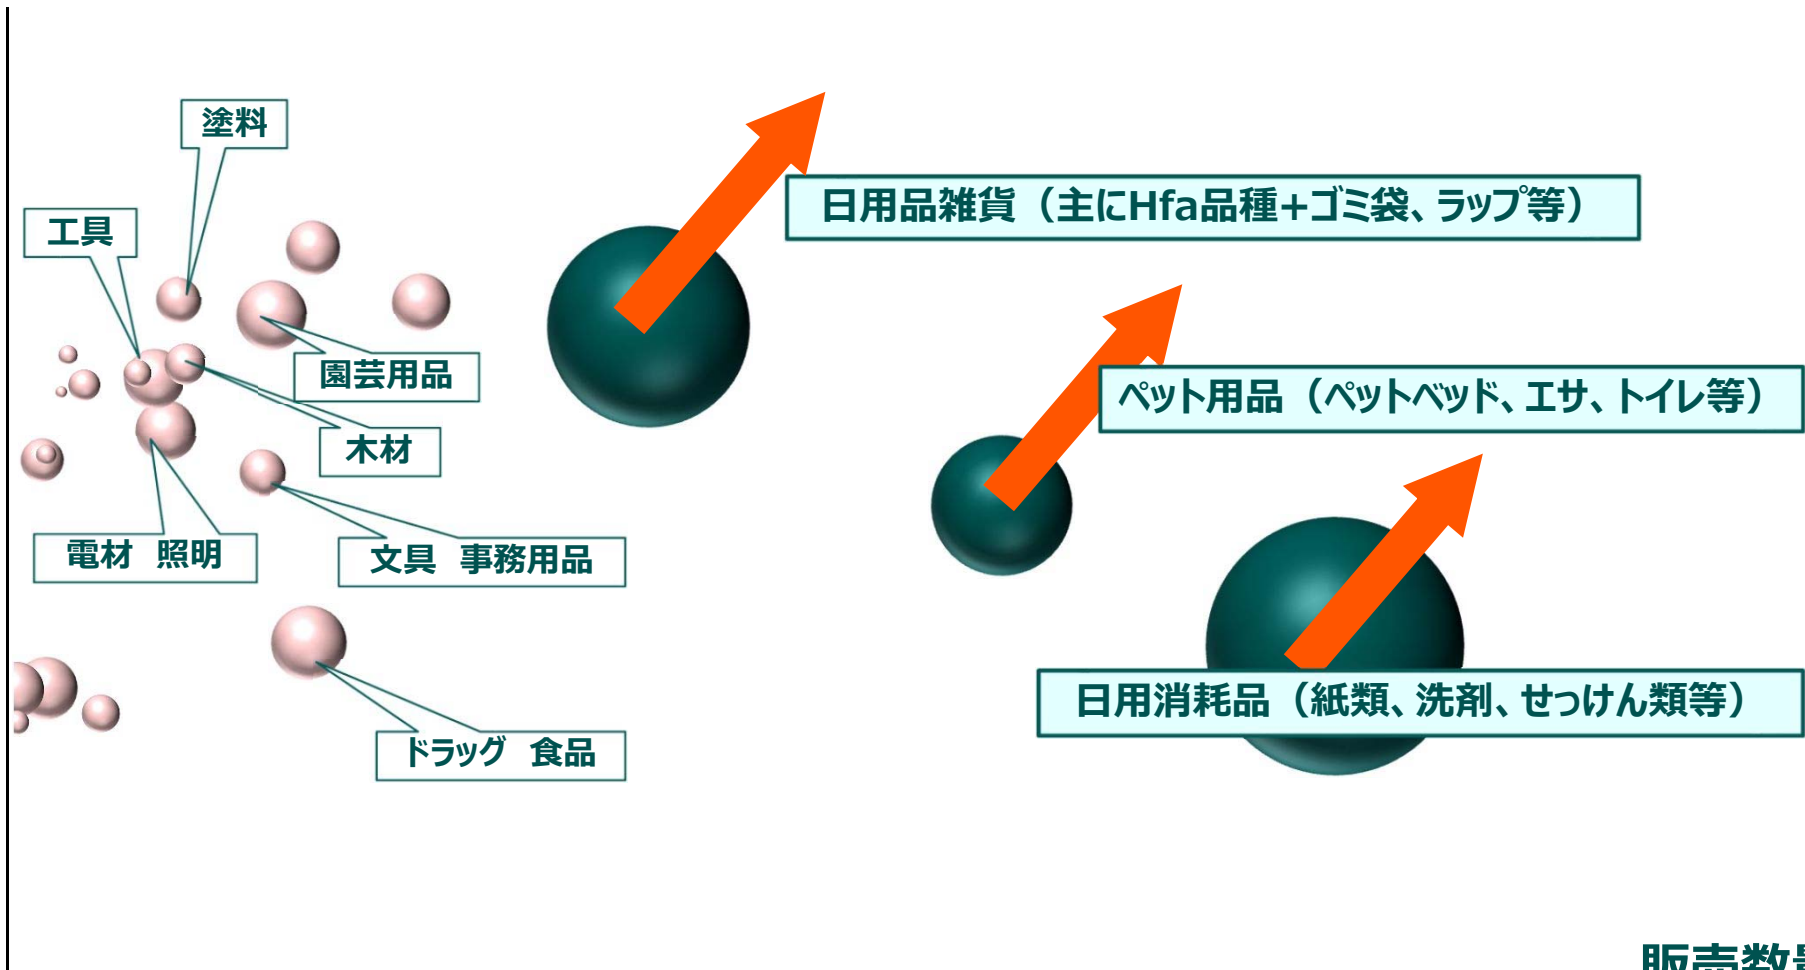 塗料
日用品雑貨（主にHfa品種+ゴミ袋、ラップ等）
工具
園芸用品
ペット用品（ペットベッド、エサ、トイレ等）
木材
電材　照明
文具　事務用品
日用消耗品（紙類、洗剤、せっけん類等）
ドラッグ　食品
販売数